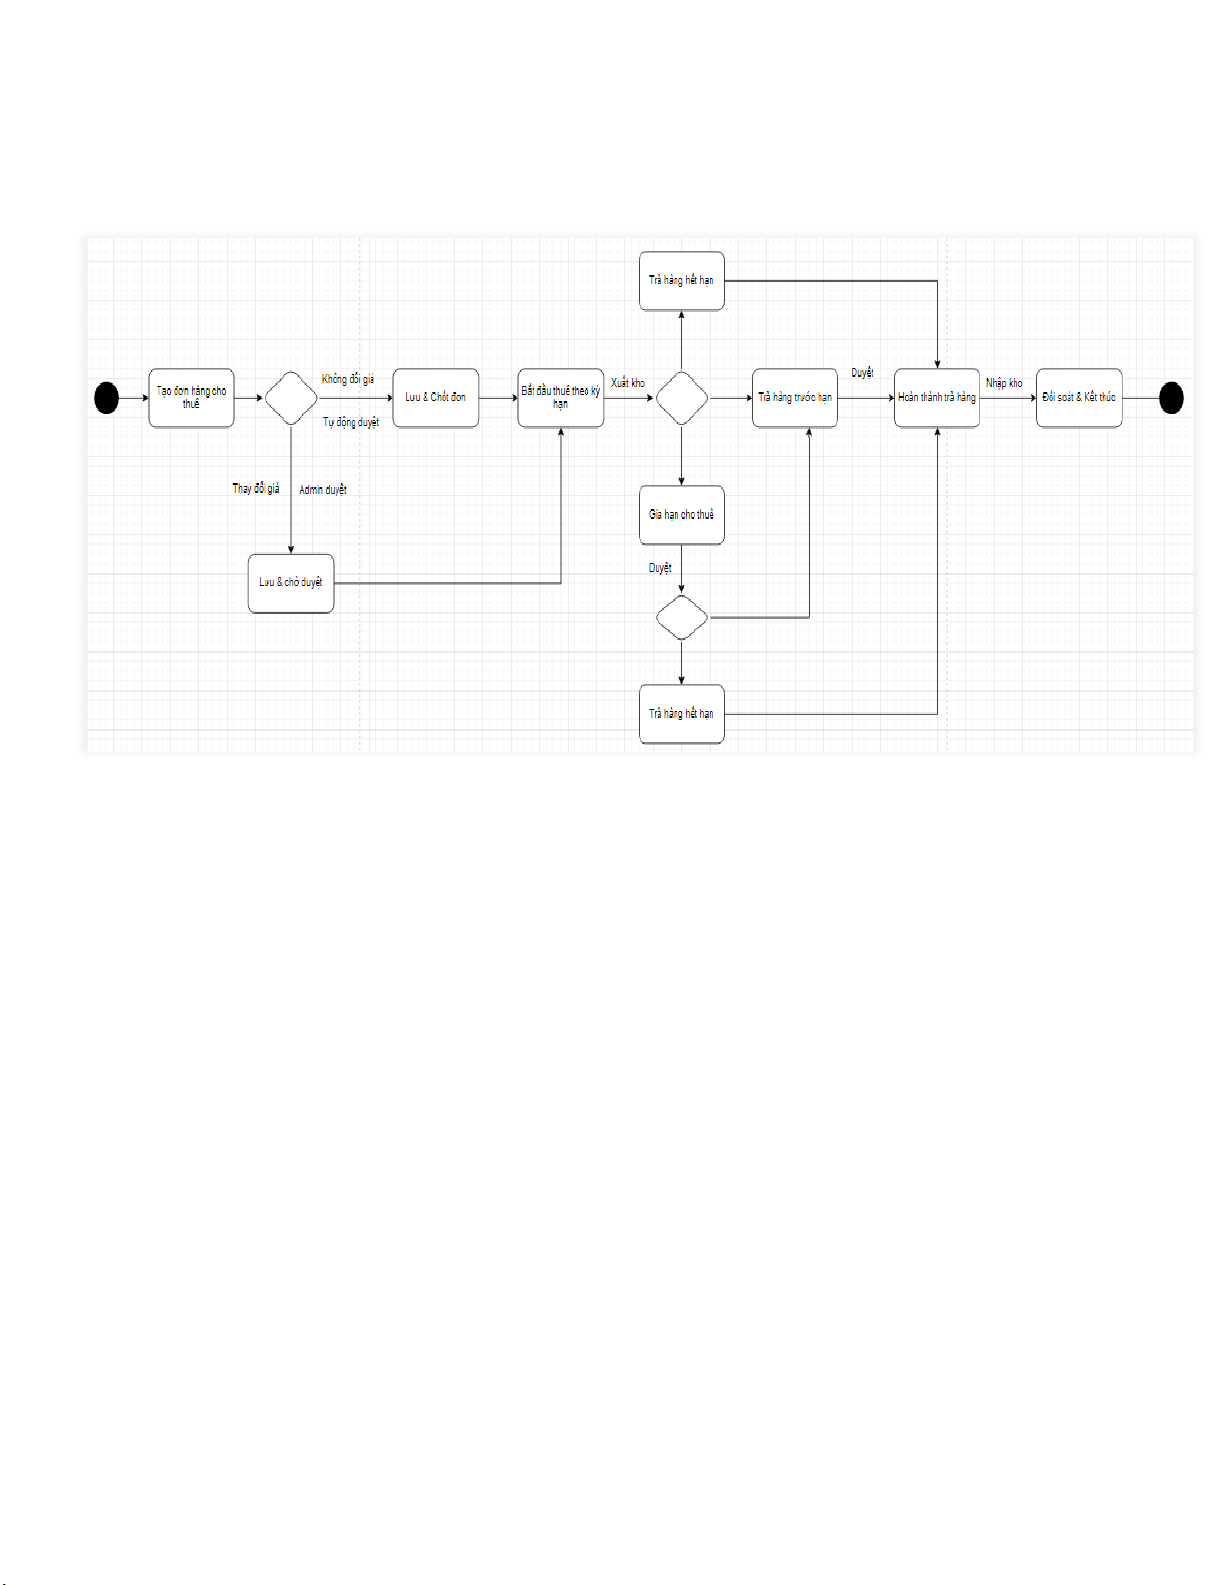 Trả hàng hết hạn
Tạo đơn hàng cho
thuê
Không đổi giá
Tự động duyệt
Lưu & Chốt đơn
Bắt đầu thuê theo kỳ
hạn
Xuất kho
Trả hàng trước hạn
Duyệt
Hoàn thành trả hàng
Nhập kho
Đối soát & Kết thúc
Thay đổi giá
Admin duyệt
Gia hạn cho thuê
Duyệt
Lưu & chờ duyệt
Trả hàng hết hạn